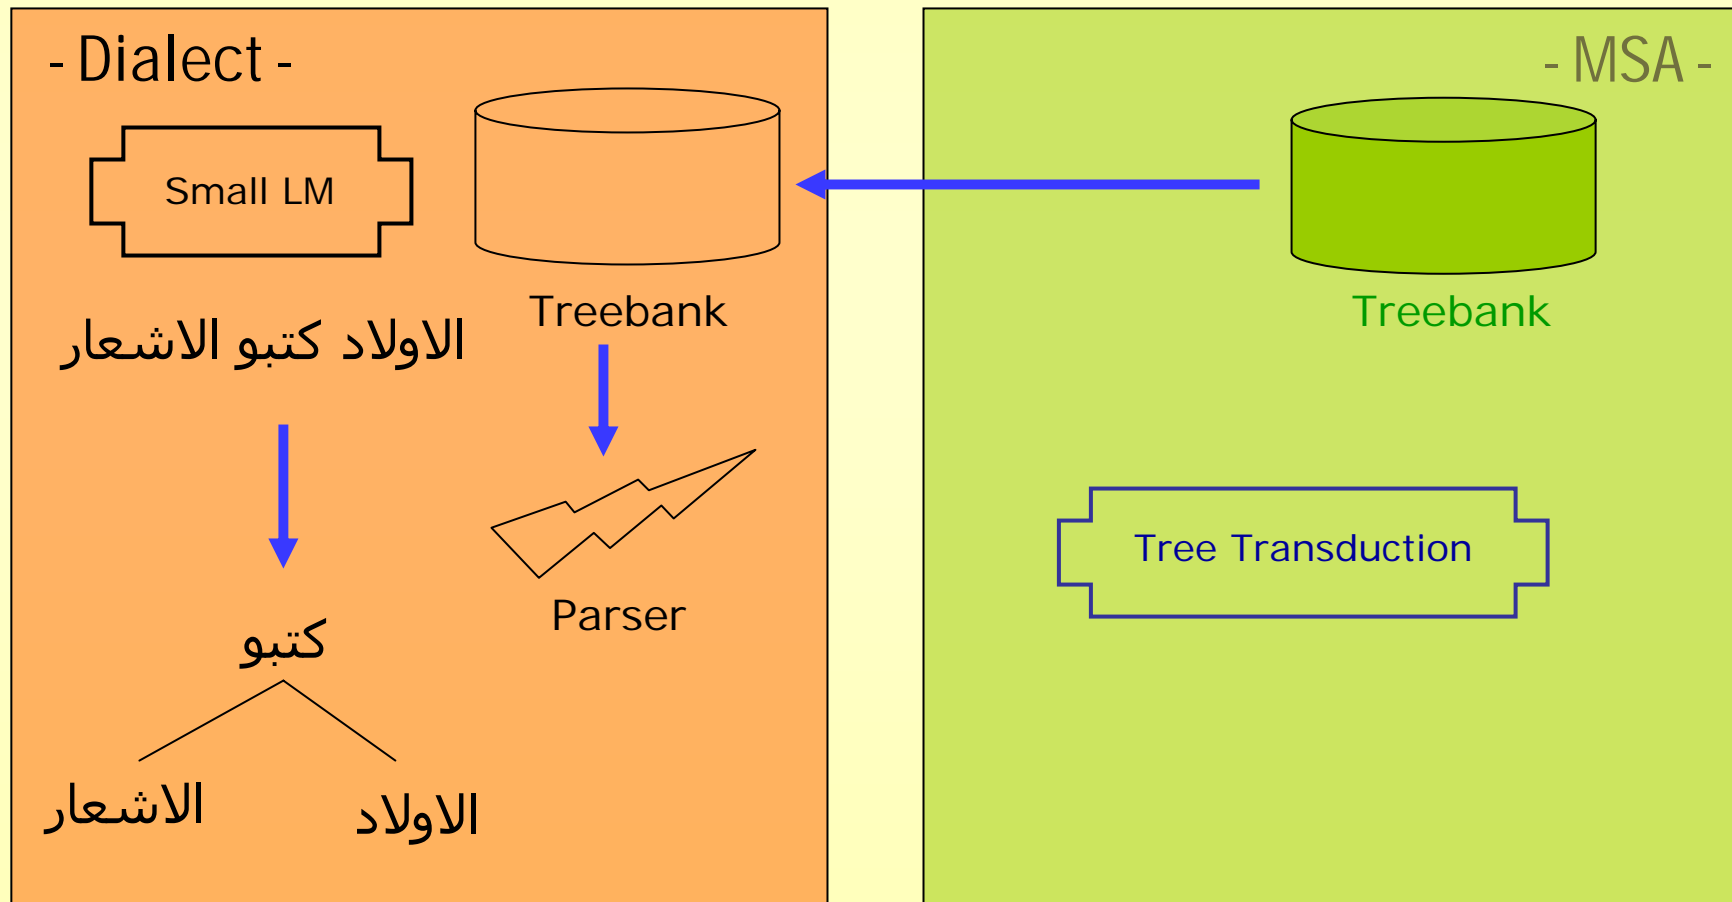 - Dialect -
- MSA -
Small LM
Treebank
Treebank
الاولاد كتبو الاشعار
Tree Transduction
Parser
كتبو
الاولاد
الاشعار